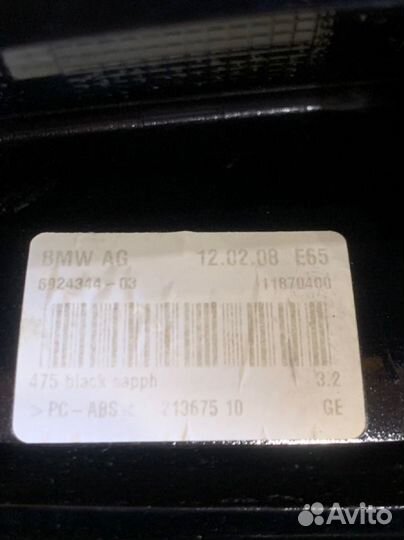 BMW AG 12.02.08 E65
6924344-03 11870400
475 black sapph 3.2
>PC-ABS< 213675 10 GE
Avito